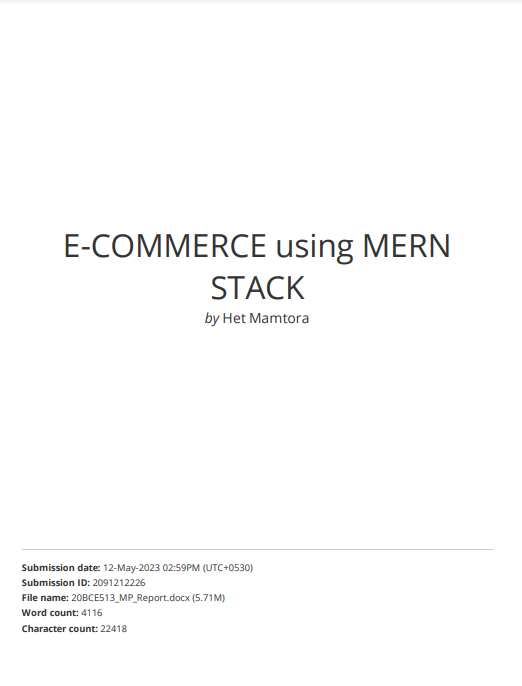 E-COMMERCE using MERN
STACK
by Het Mamtora
Submission date: 12-May-2023 02:59PM (UTC+0530)
Submission ID: 2091212226
File name: 20BCE513_MP_Report.docx (5.71M)
Word count: 4116
Character count: 22418